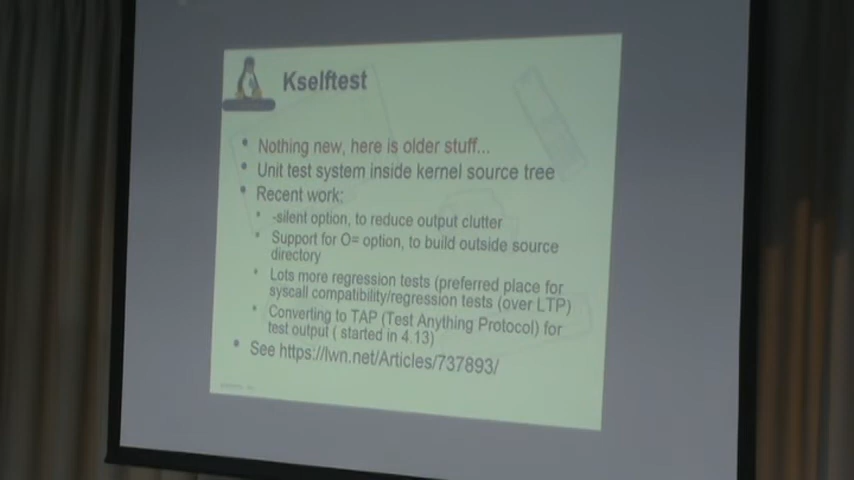 Kselftest
Nothing new, here is older stuff...
Unit test system inside kernel source tree
Recent work:
-silent option, to reduce output clutter
Support for O= option, to build outside source
directory
Lots more regression tests (preferred place for
syscall compatibility/regression tests (over LTP)
Converting to TAP (Test Anything Protocol) for
test output ( started in 4.13)
See https://lwn.net/Articles/737893/